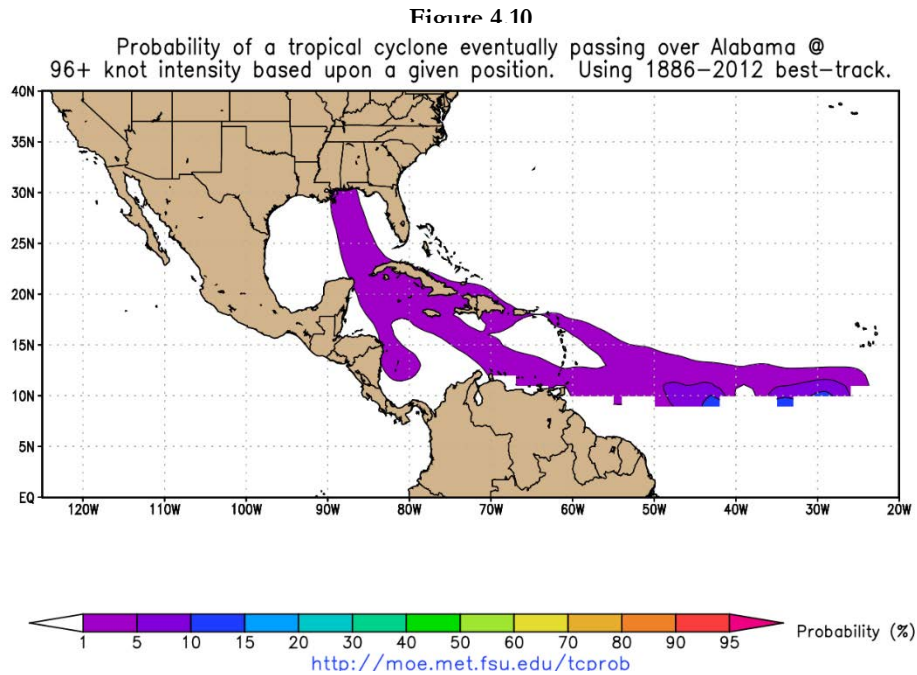 Figure 4.10
Probability of a tropical cyclone eventually passing over Alabama @
96+ knot intensity based upon a given position. Using 1886-2012 best-track.
40N
35N
30N
25N
20N
15N
10N
5N
EQ
120W 110W 100W 90W 80W 70W 60W 50W 40W 30W 20W
1 5 10 15 20 30 40 50 60 70 80 90 95
Probability (%)
http://moe.met.fsu.edu/tcprob